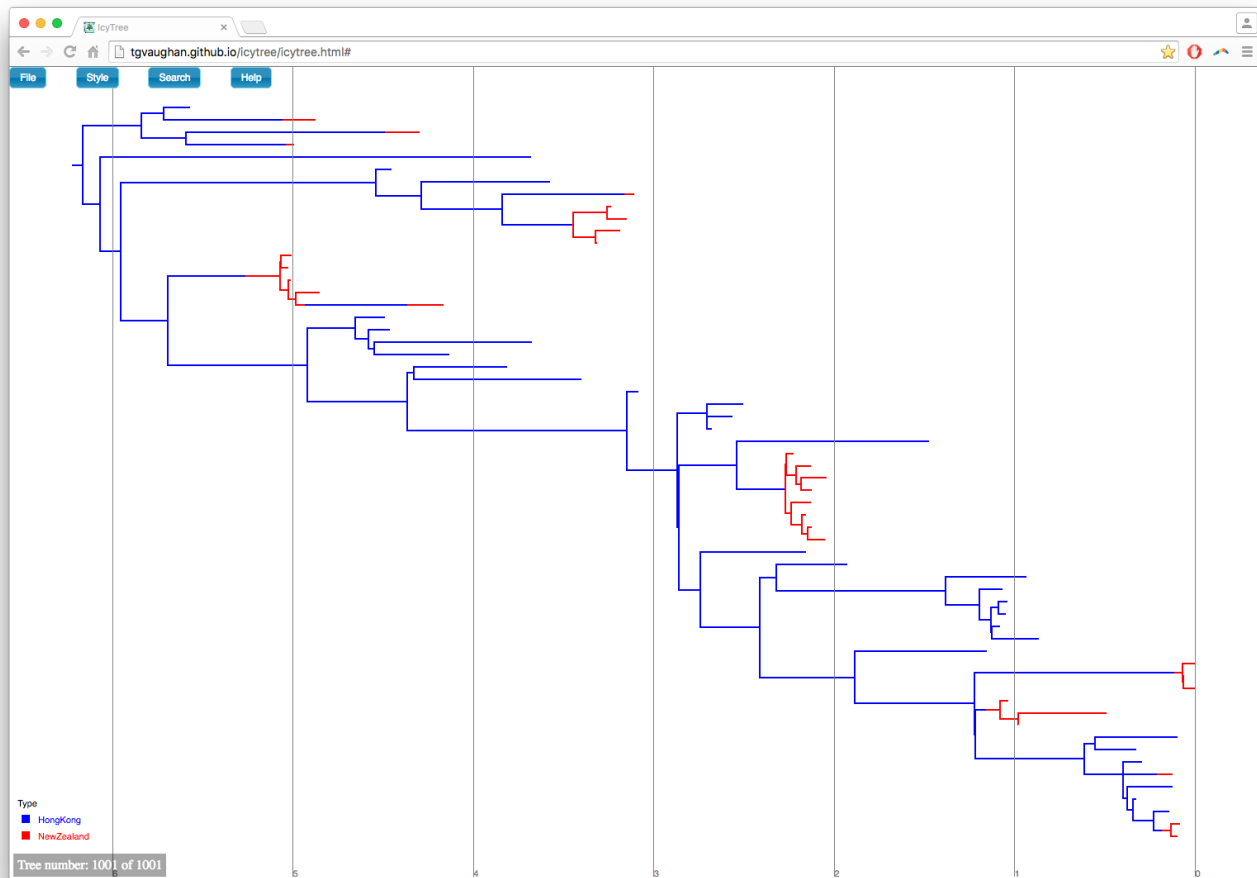 IcyTree
tgvaughan.github.io/icytree/icytree.html#
File Style Search Help
Type
HongKong
NewZealand
Tree number: 1001 of 1001
6 5 4 3 2 1 0